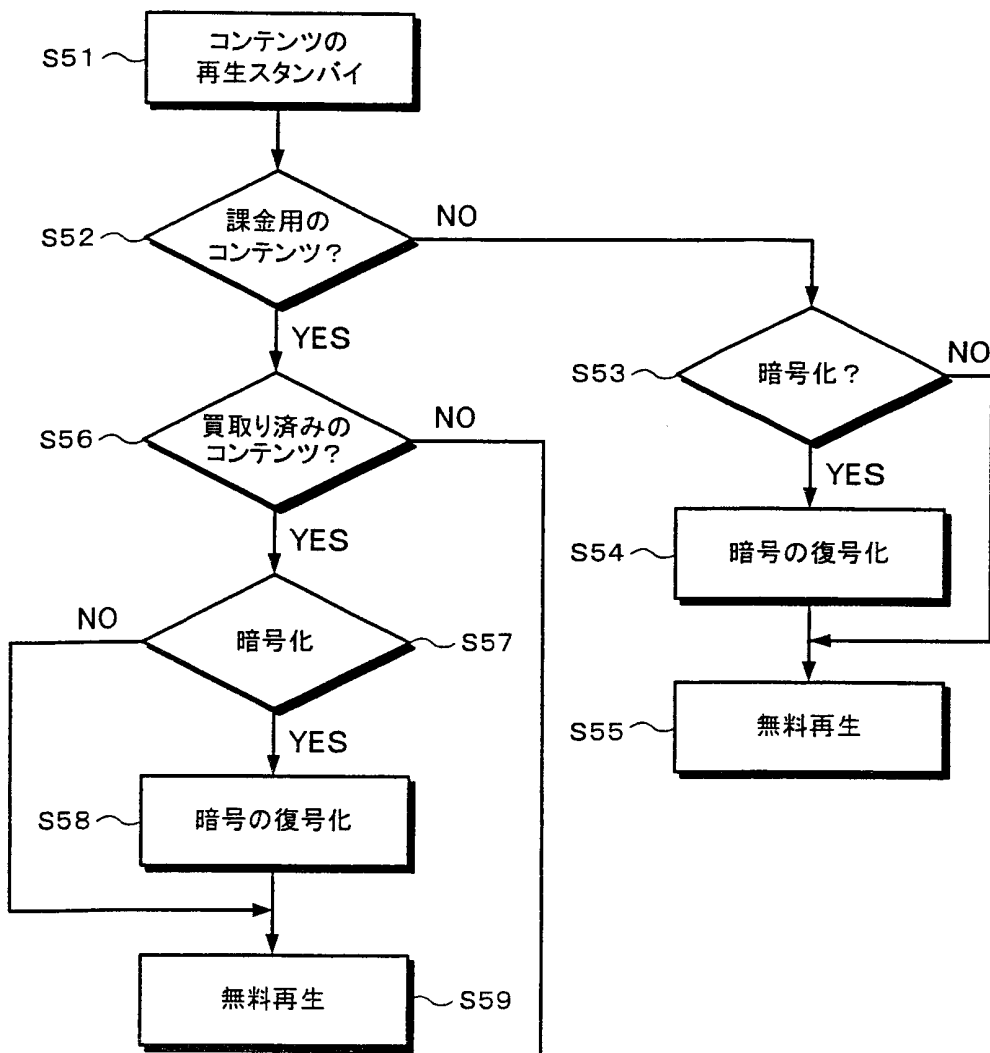 S51
コンテンツの
再生スタンバイ
S52
課金用の
コンテンツ？
NO
YES
S53
暗号化？
NO
YES
S56
買取り済みの
コンテンツ？
NO
YES
S54
暗号の復号化
NO
暗号化
S57
YES
S55
無料再生
S58
暗号の復号化
無料再生
S59